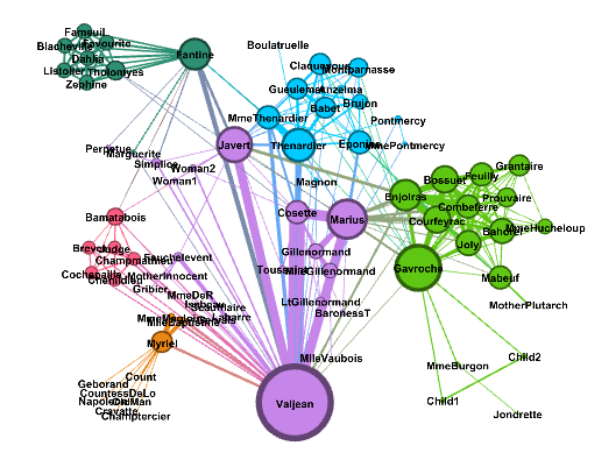 Fameuil
Favourite
Blacheville
Dahlia
Listolier
Tholomyes
Zephine
Fantine
Boulatruelle
Claquesous
Montparnasse
Gueulemer
Anzelma
Babet
Brujon
MmeThenardier
Pontmercy
Thenardier
Eponine
MmePontmercy
Javert
Perpetue
Marguerite
Simplice
Woman2
Woman1
Magnon
Cosette
Marius
Enjolras
Bossuet
Feuilly
Grantaire
Combeferre
Prouvaire
Courfeyrac
Bahorel
MmeHucheloup
Joly
Gavroche
Mabeuf
MotherPlutarch
Bamatabois
Brevet
Judge
Champmathieu
Cochepaille
Chenildieu
Fauchelevent
MotherInnocent
Gribier
Gillenormand
Toussaint
MlleGillenormand
LtGillenormand
BaronessT
MmeDeR
Isabeau
Scaufflaire
Labarre
MmeMagloire
MlleBaptistine
Myriel
MlleVaubois
Valjean
Count
Geborand
CountessDeLo
Napoleon
OldMan
Cravatte
Champtercier
Child2
MmeBurgon
Child1
Jondrette